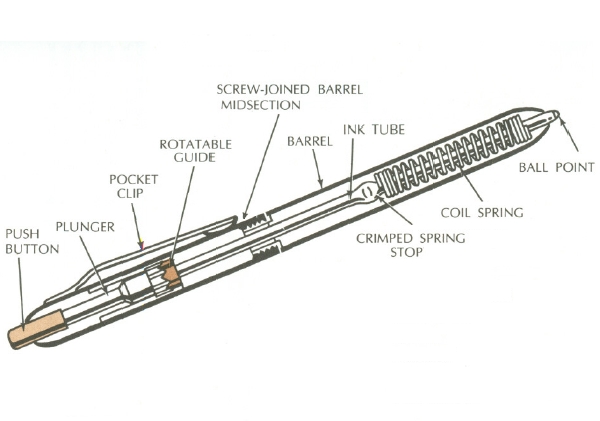 SCREW-JOINED BARREL
MIDSECTION
ROTATABLE
GUIDE
BARREL
INK TUBE
POCKET
CLIP
BALL POINT
PUSH
BUTTON
PLUNGER
COIL SPRING
CRIMPED SPRING
STOP